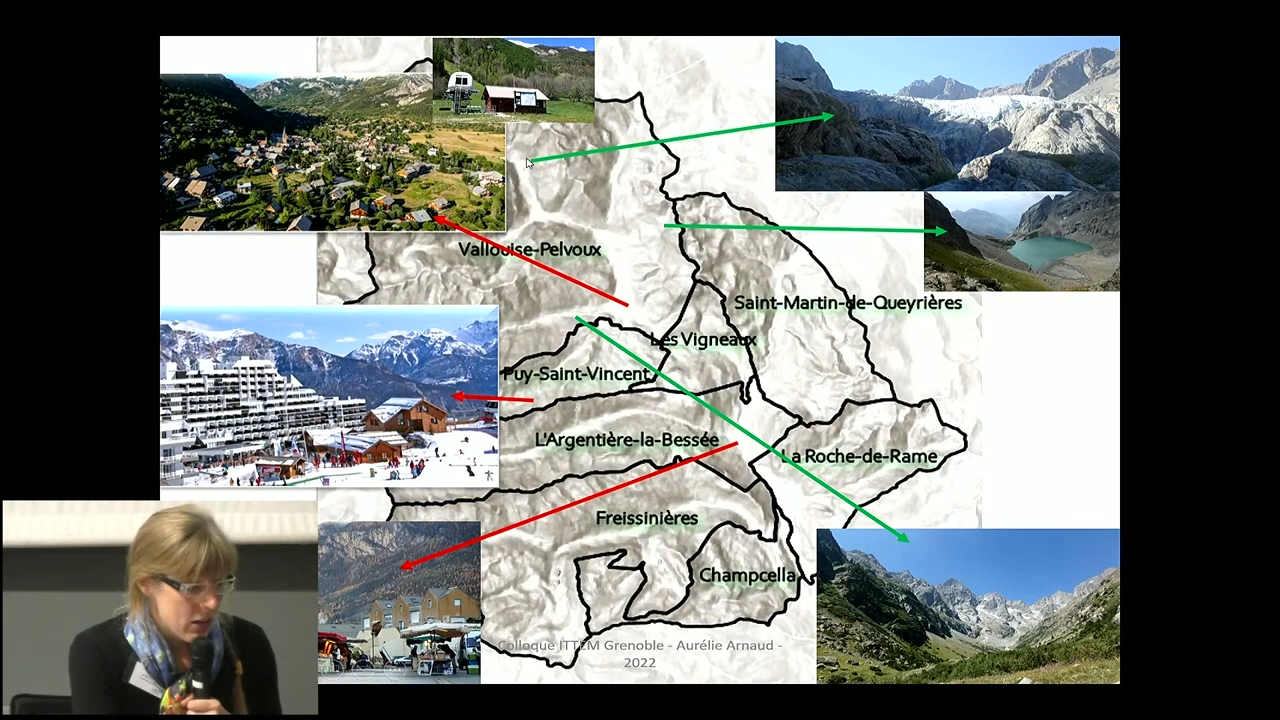 Vallouise-Pelvoux
Saint-Martin-de-Queyrières
Les Vigneaux
Puy-Saint-Vincent
L'Argentière-la-Bessée
La Roche-de-Rame
Freissinières
Champcella
Colloque ITTEM Grenoble - Aurélie Arnaud -
2022